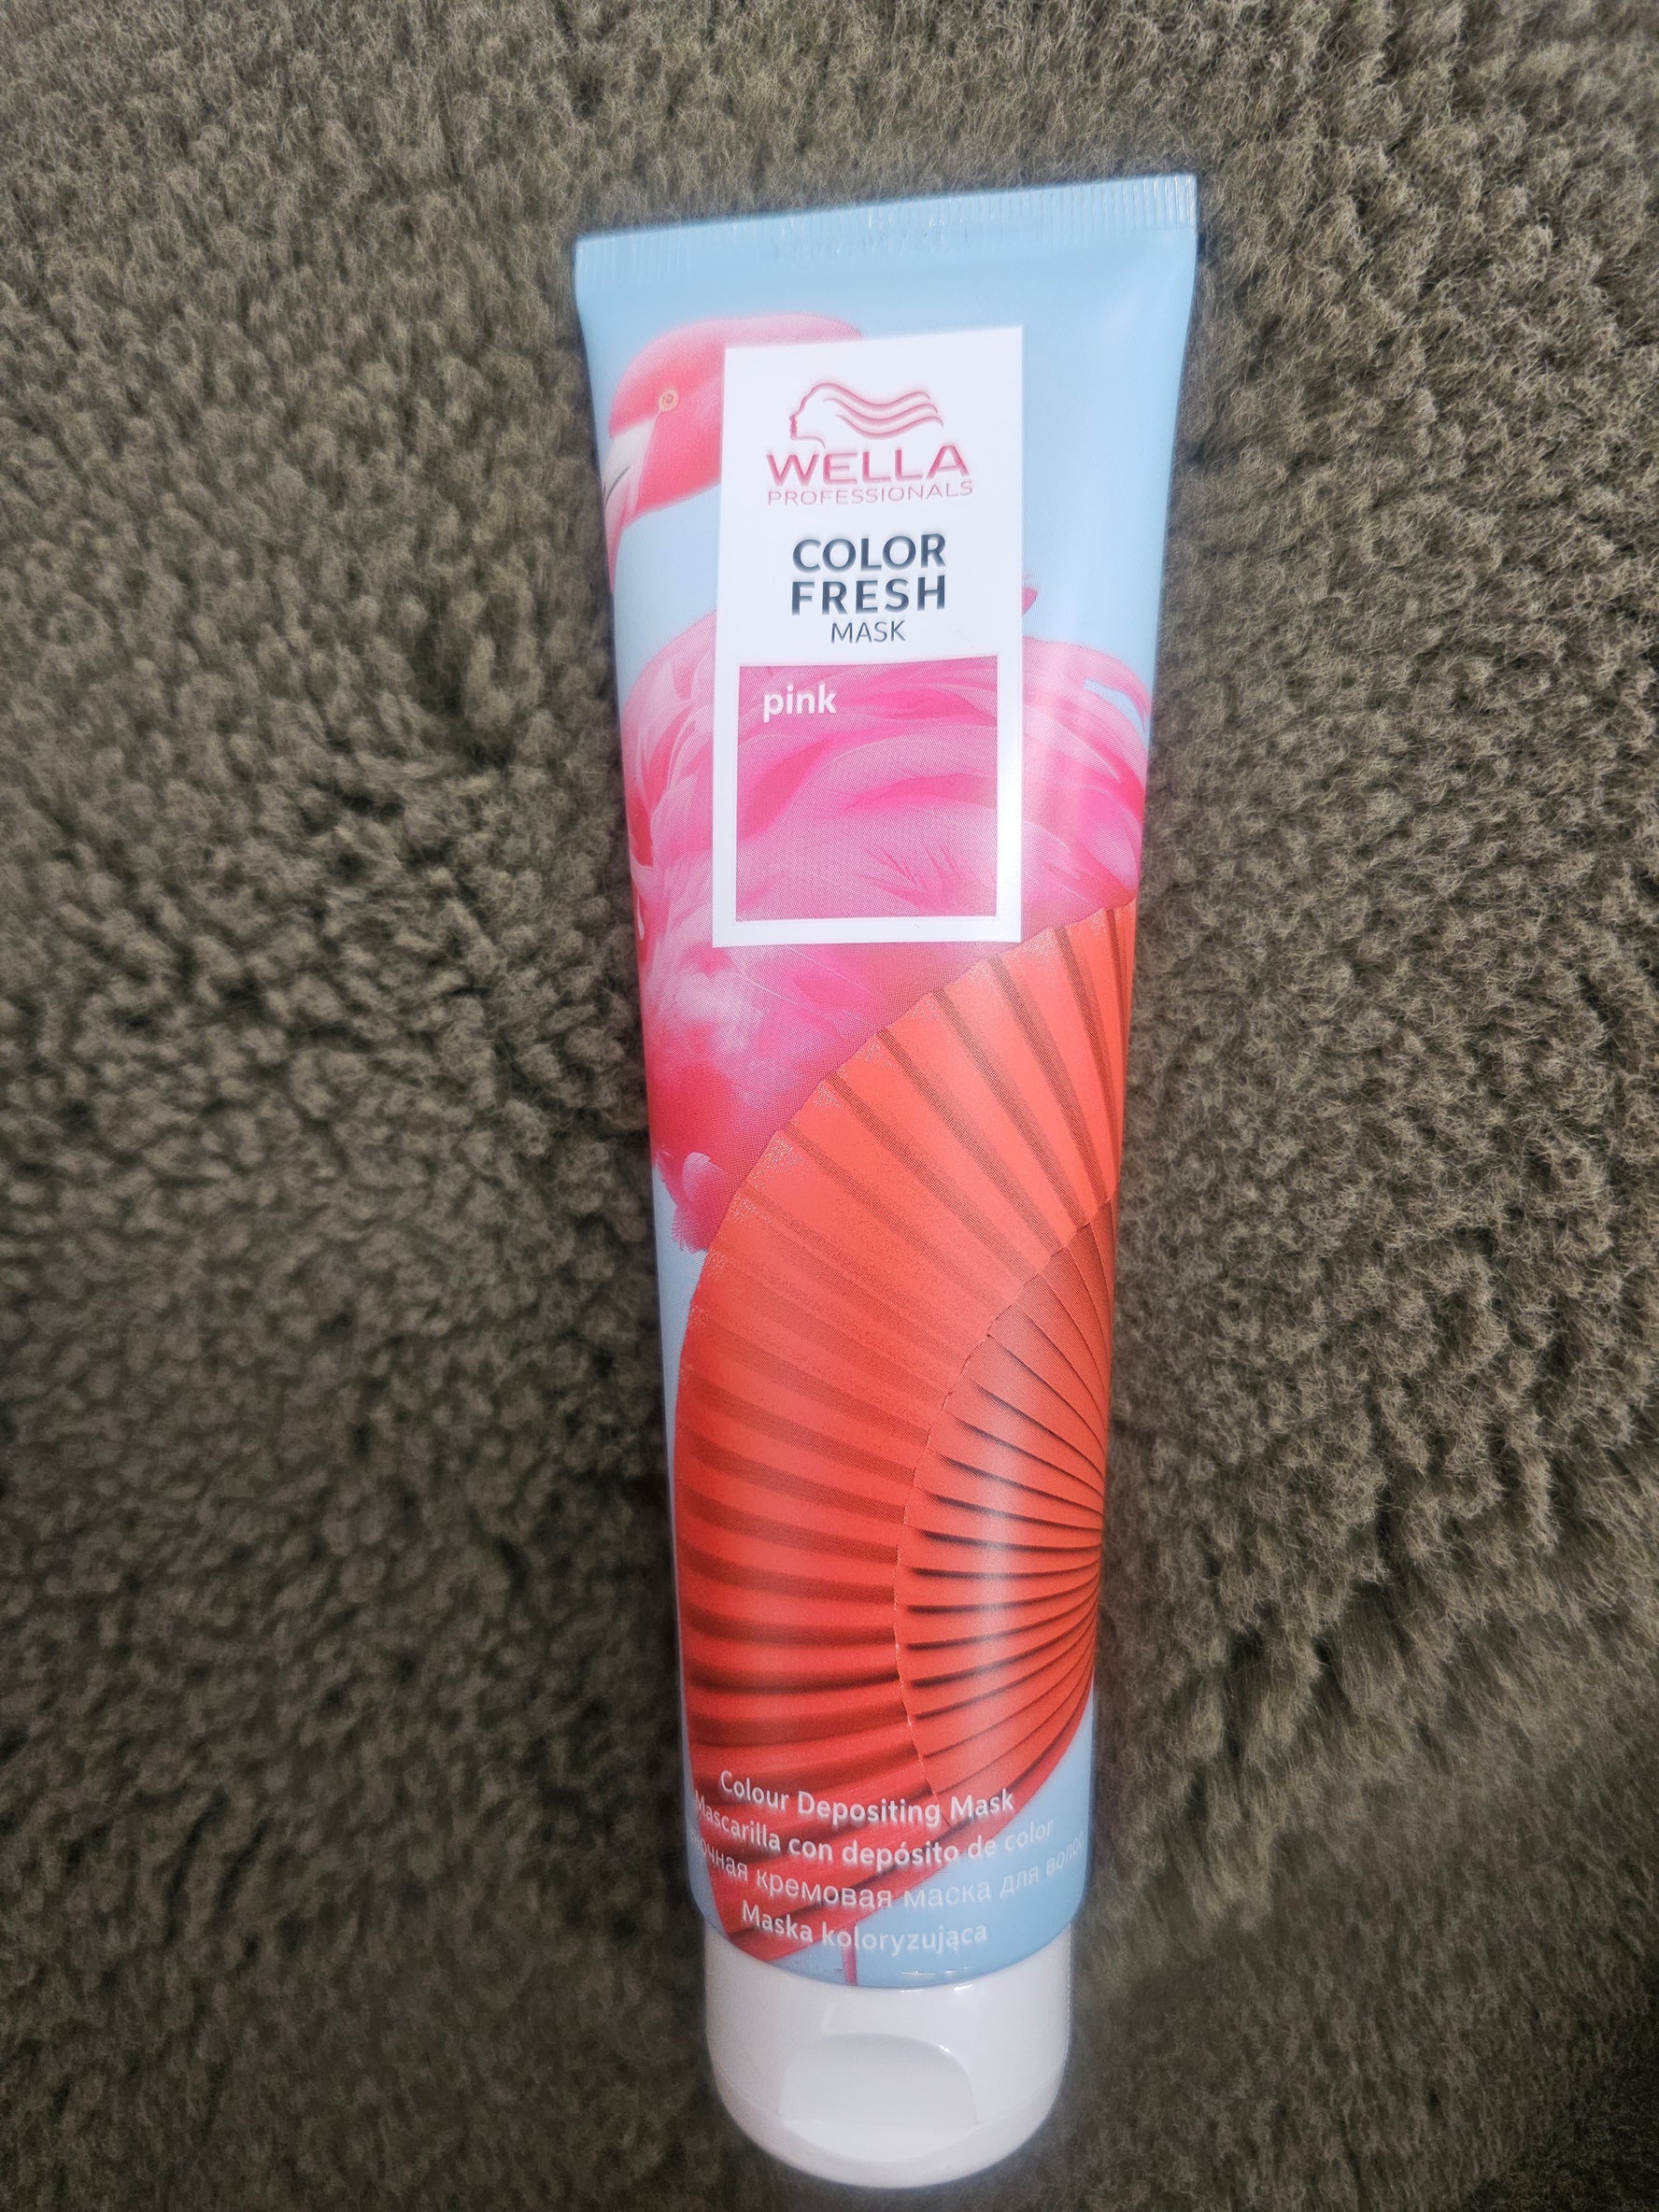 WELLA
PROFESSIONALS
COLOR
FRESH
MASK
pink
Colour Depositing Mask
Mascarilla con depósito de color
кремовая маска для
Maska koloryzująca